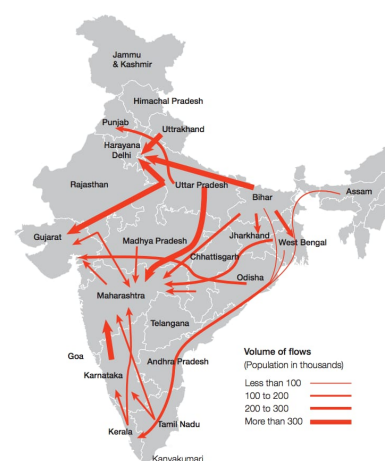 Jammu
& Kashmir
Himachal Pradesh
Punjab
Uttrakhand
Harayana
Delhi
Rajasthan
Uttar Pradesh
Bihar
Assam
Gujarat
Madhya Pradesh
Jharkhand
West Bengal
Chhattisgarh
Odisha
Maharashtra
Telangana
Goa
Karnataka
Andhra Pradesh
Kerala
Tamil Nadu
Kanyakumari
Volume of flows
(Population in thousands)
Less than 100
100 to 200
200 to 300
More than 300